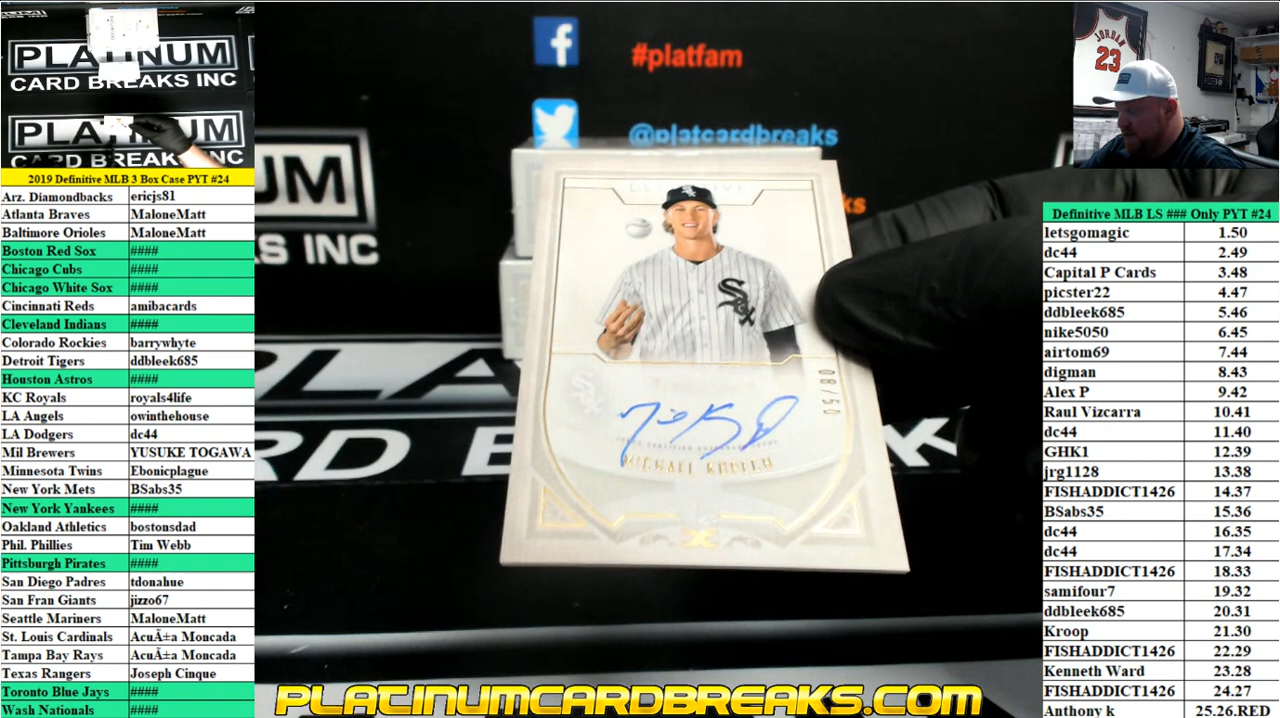 PLATINUM
CARD BREAKS INC
PLATINUM
CARD BREAKS INC
2019 Definitive MLB 3 Box Case PYT #24
Arz. Diamondbacks ericjs81
Atlanta Braves MaloneMatt
Baltimore Orioles MaloneMatt
Boston Red Sox ####
Chicago Cubs ####
Chicago White Sox ####
Cincinnati Reds amibacards
Cleveland Indians ####
Colorado Rockies barrywhyte
Detroit Tigers ddbleek685
Houston Astros ####
KC Royals royals4life
LA Angels owinthehouse
LA Dodgers dc44
Mil Brewers YUSUKE TOGAWA
Minnesota Twins Ebonicplague
New York Mets BSabs35
New York Yankees ####
Oakland Athletics bostonsdad
Phil. Phillies Tim Webb
Pittsburgh Pirates ####
San Diego Padres tdonahue
San Fran Giants jizzo67
Seattle Mariners MaloneMatt
St. Louis Cardinals AcuÃ±a Moncada
Tampa Bay Rays AcuÃ±a Moncada
Texas Rangers Joseph Cinque
Toronto Blue Jays ####
Wash Nationals ####
f
#platfam
@platcardbreaks
ks
UM
S INC
PLA
RD B
K
Sox
05/80
MICHAEL KOPECH
PLATINUMCARDBREAKS.COM
JORDAN
23
Definitive MLB LS ### Only PYT #24
letsgomagic 1.50
dc44 2.49
Capital P Cards 3.48
picster22 4.47
ddbleek685 5.46
nike5050 6.45
airtom69 7.44
digman 8.43
Alex P 9.42
Raul Vizcarra 10.41
dc44 11.40
GHK1 12.39
jrg1128 13.38
FISHADDICT1426 14.37
BSabs35 15.36
dc44 16.35
dc44 17.34
FISHADDICT1426 18.33
samifour7 19.32
ddbleek685 20.31
Kroop 21.30
FISHADDICT1426 22.29
Kenneth Ward 23.28
FISHADDICT1426 24.27
Anthony k 25.26.RED